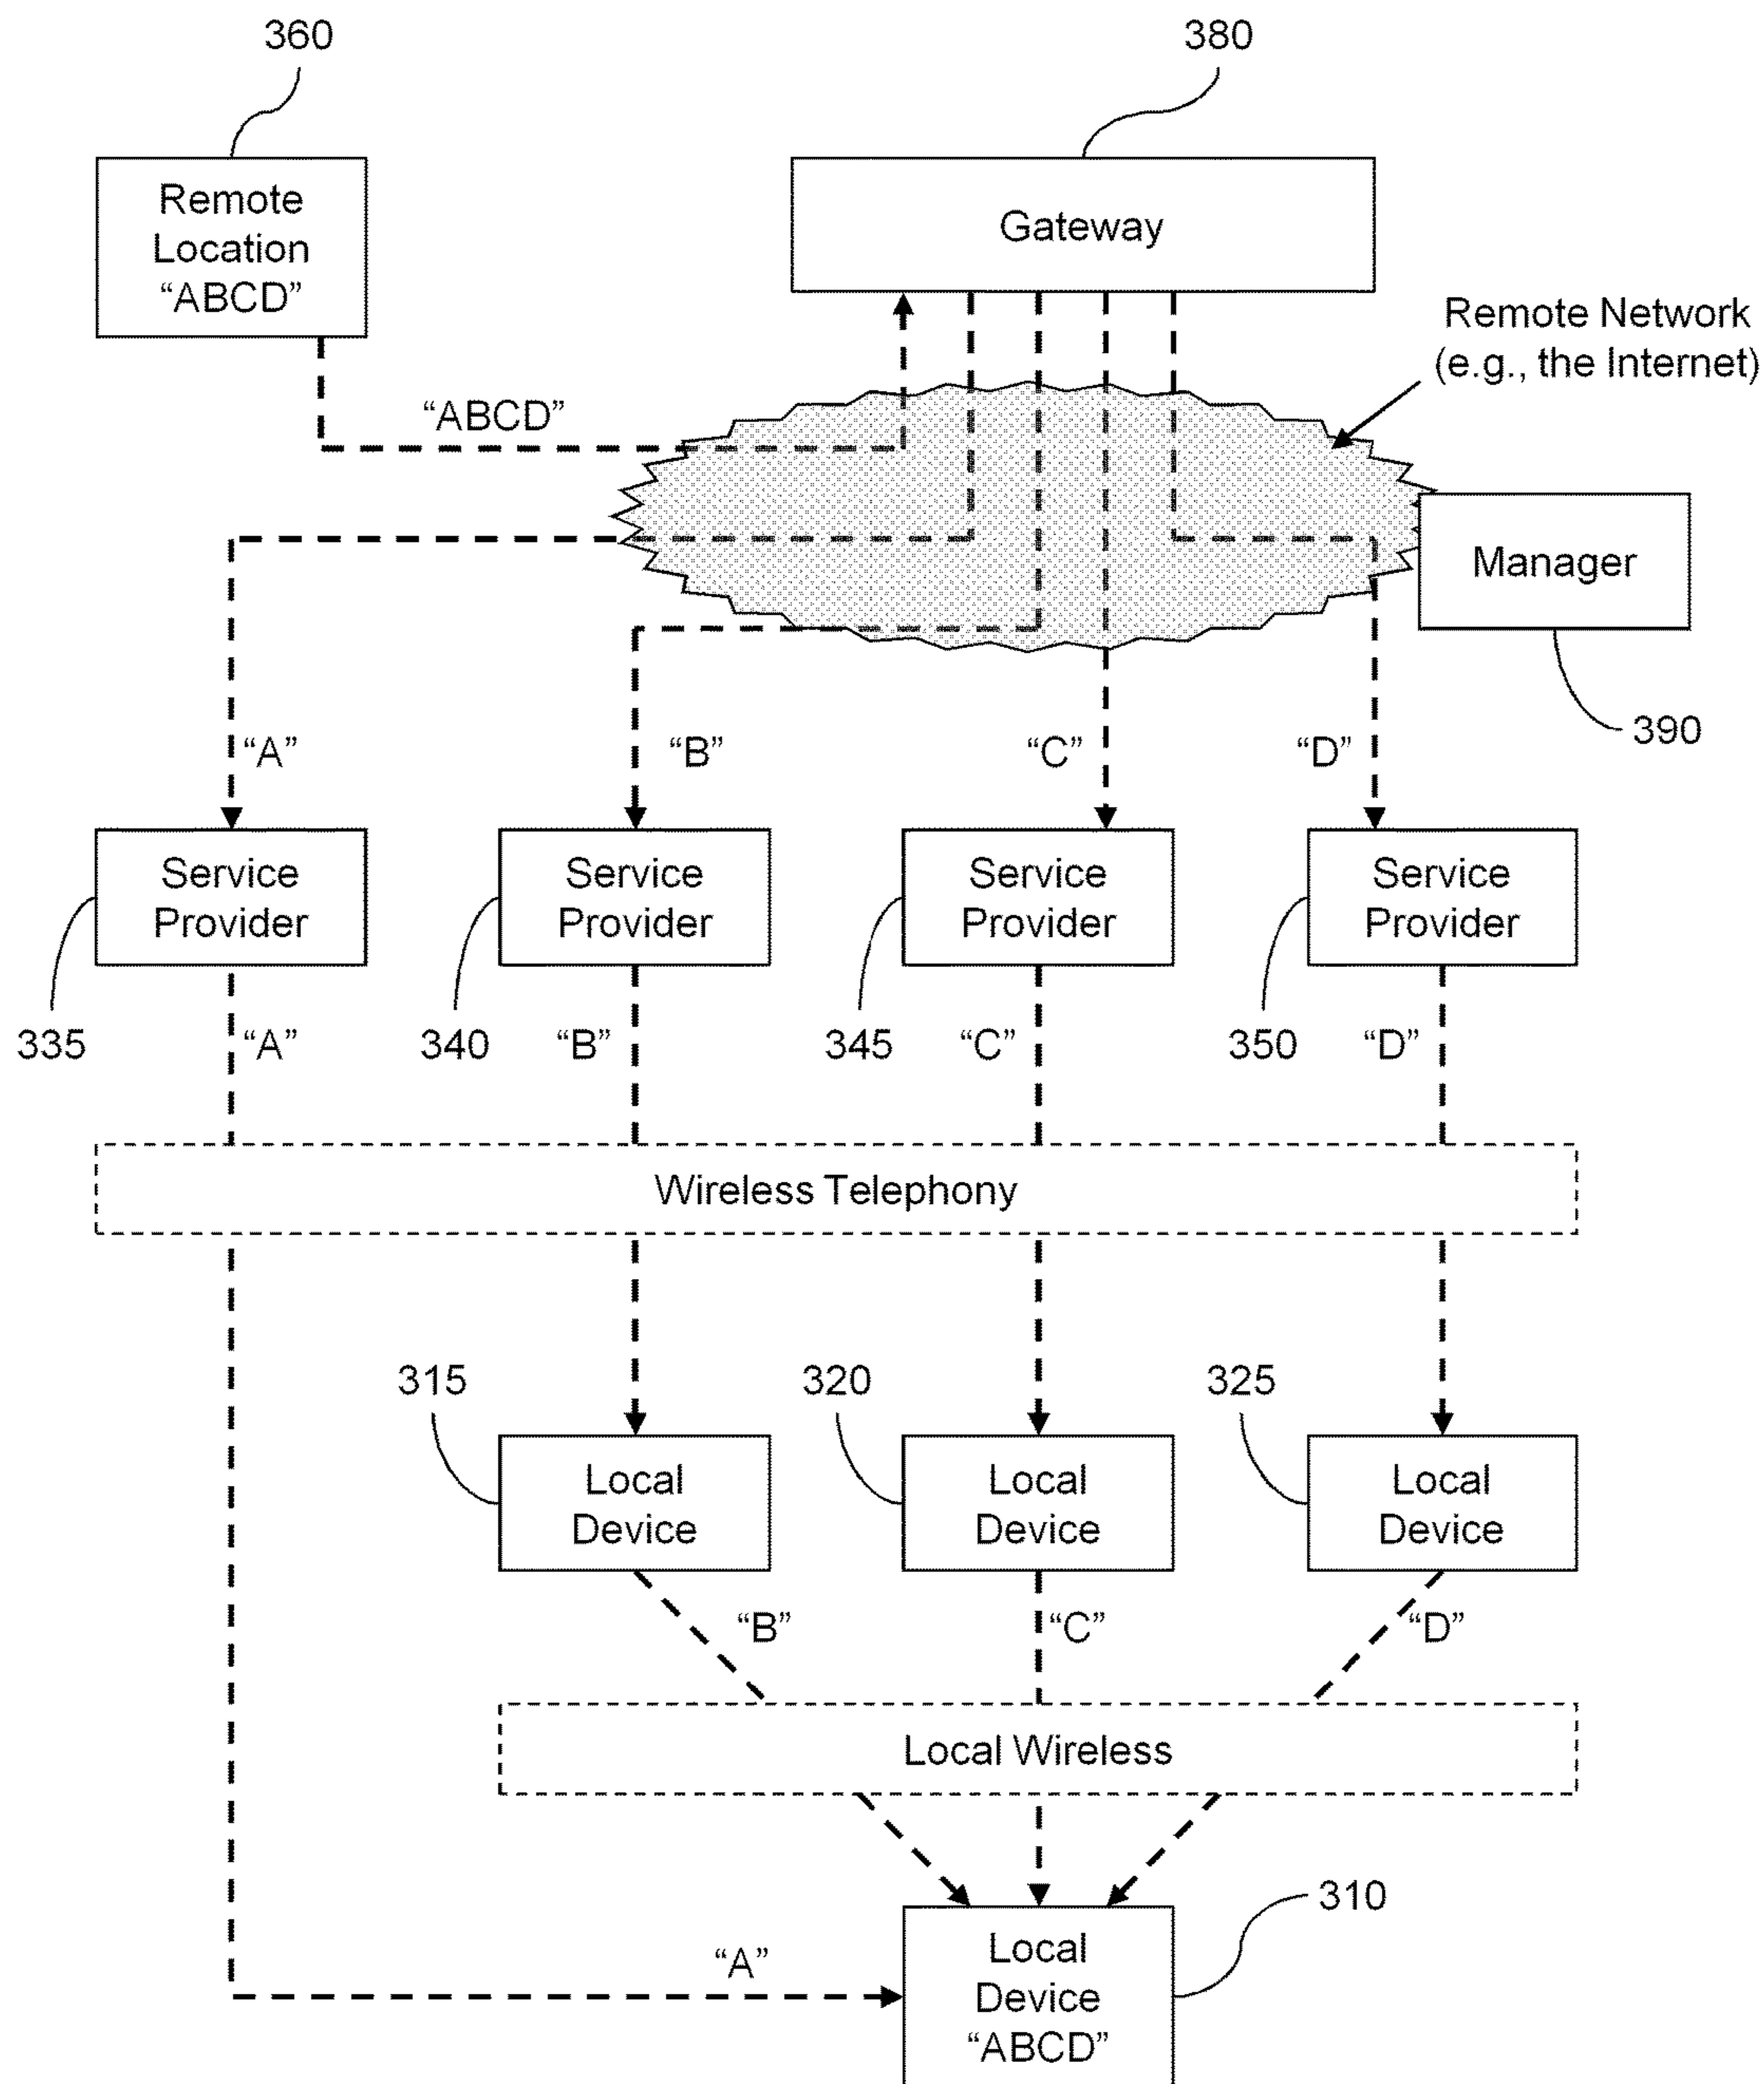 360
380
Remote
Location
“ABCD”
Gateway
Remote Network
(e.g., the Internet)
“ABCD”
Manager
390
“A”
“B”
“C”
“D”
Service
Provider
Service
Provider
Service
Provider
Service
Provider
335
“A”
340
“B”
345
“C”
350
“D”
Wireless Telephony
315
320
325
Local
Device
Local
Device
Local
Device
“B”
“C”
“D”
Local Wireless
310
“A”
Local
Device
“ABCD”